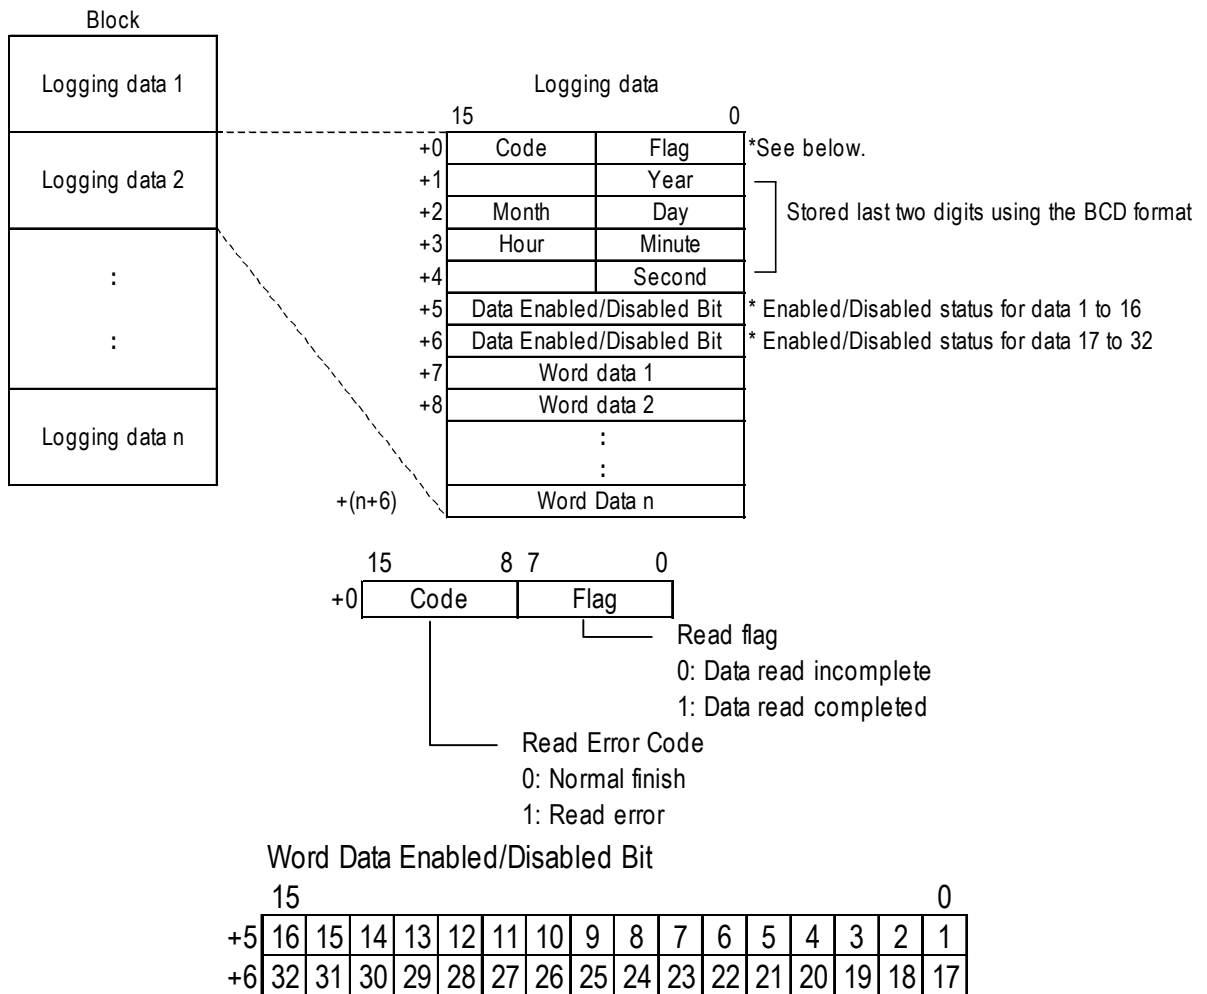 Block
Logging data 1
Logging data 2
:
:
Logging data n
Logging data
15 0
+0 Code Flag *See below.
+1 Year
+2 Month Day Stored last two digits using the BCD format
+3 Hour Minute
+4 Second
+5 Data Enabled/Disabled Bit * Enabled/Disabled status for data 1 to 16
+6 Data Enabled/Disabled Bit * Enabled/Disabled status for data 17 to 32
+7 Word data 1
+8 Word data 2
:
:
+(n+6) Word Data n
15 8 7 0
+0 Code Flag
Read flag
0: Data read incomplete
1: Data read completed
Read Error Code
0: Normal finish
1: Read error
Word Data Enabled/Disabled Bit
15 0
+5 16 15 14 13 12 11 10 9 8 7 6 5 4 3 2 1
+6 32 31 30 29 28 27 26 25 24 23 22 21 20 19 18 17